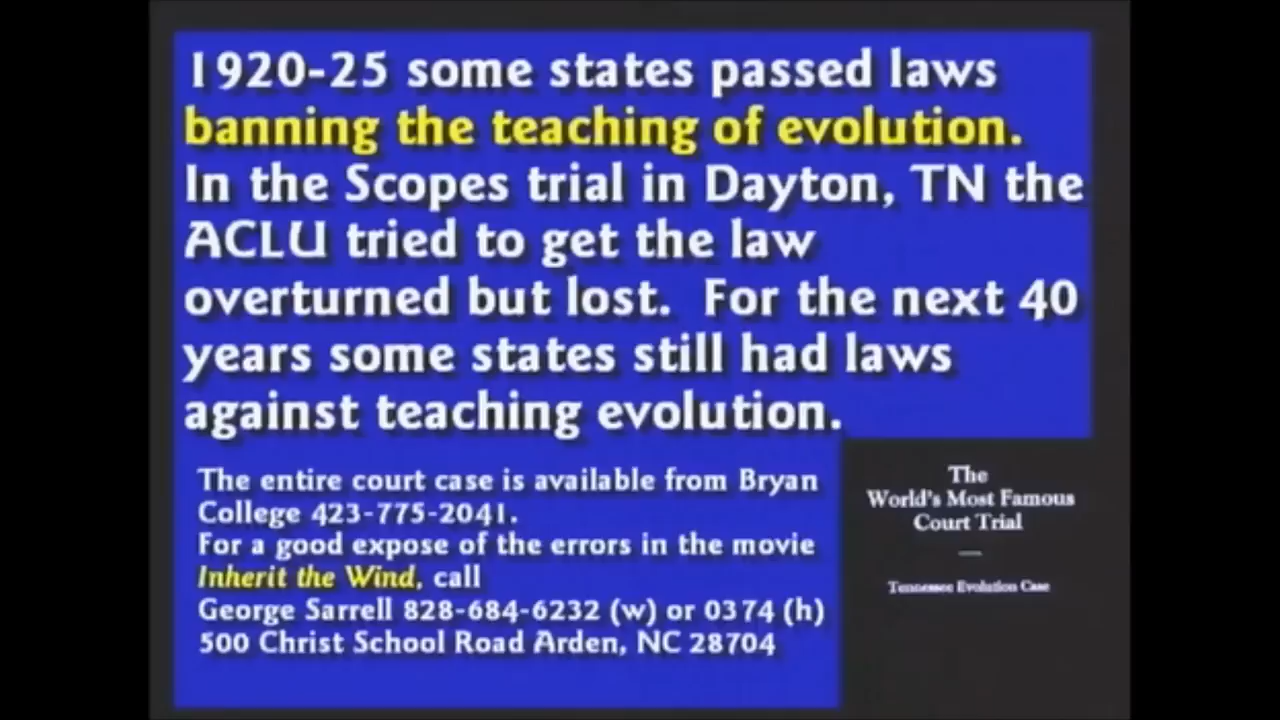 1920-25 some states passed laws
banning the teaching of evolution.
In the Scopes trial in Dayton, TN the
ACLU tried to get the law
overturned but lost. For the next 40
years some states still had laws
against teaching evolution.
The entire court case is available from Bryan
College 423-775-2041.
For a good expose of the errors in the movie
Inherit the Wind, call
George Sarrell 828-684-6232 (w) or 0374 (h)
500 Christ School Road Arden, NC 28704
The
World's Most Famous
Court Trial
Tennessee Evolution Case